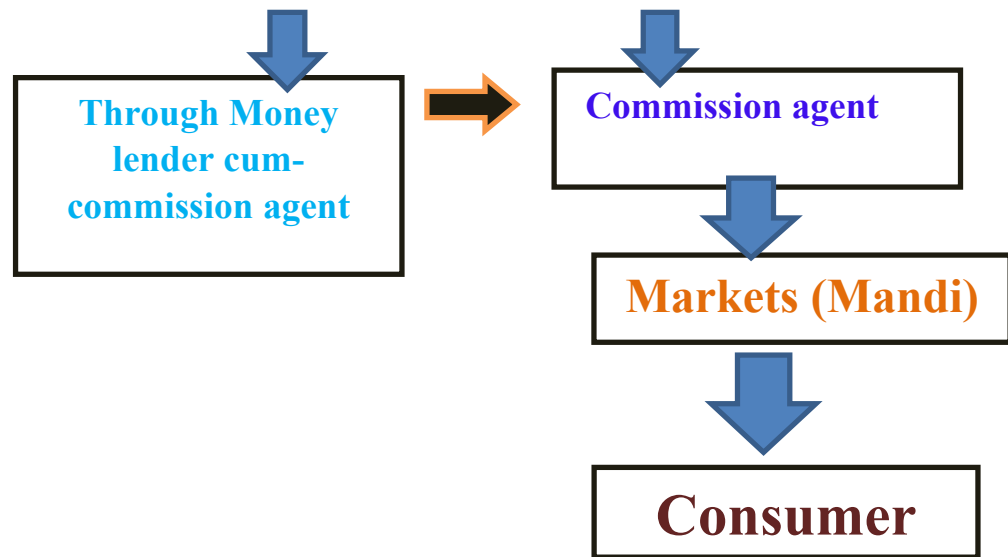 Through Money
lender cum-
commission agent
Commission agent
Markets (Mandi)
Consumer